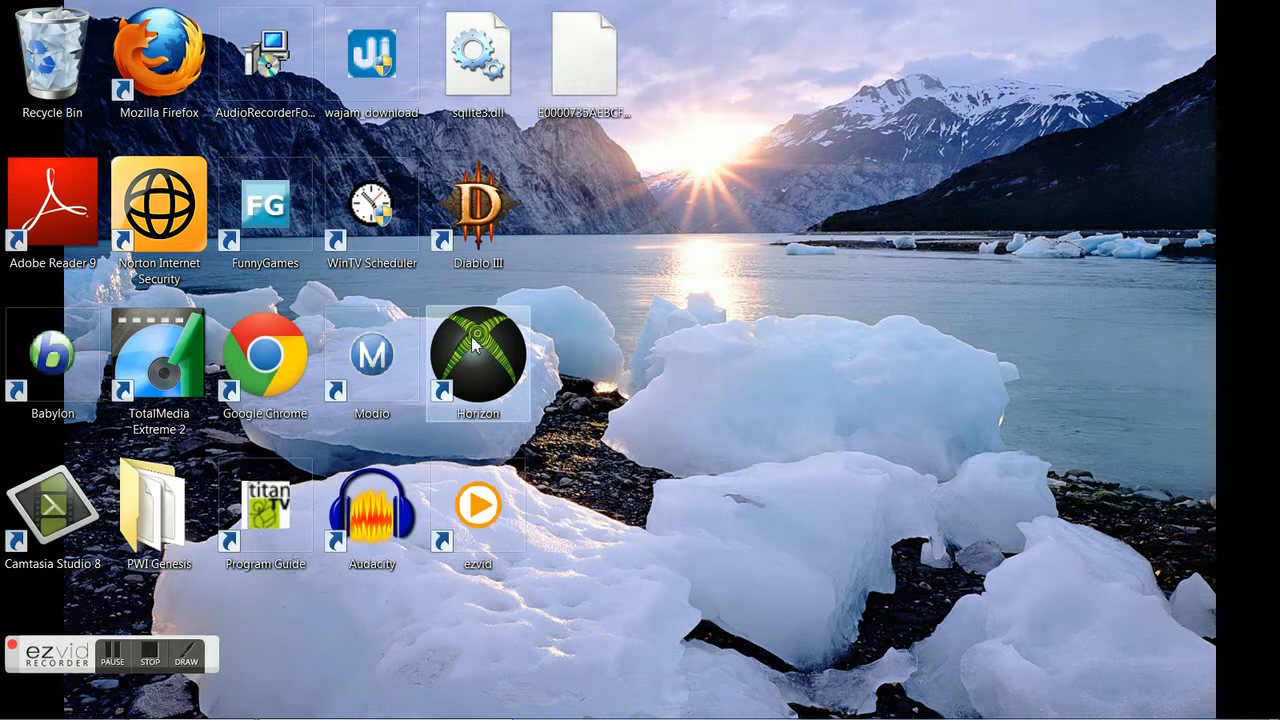 Recycle Bin
Mozilla Firefox
AudioRecorderFo...
wajam_download
sqlite3.dll
E0000735AEBCF...
Adobe Reader 9
Norton Internet
Security
FG
FunnyGames
WinTV Scheduler
D
Diablo III
b
Babylon
TotalMedia
Extreme 2
Google Chrome
M
Modio
Horizon
Camtasia Studio 8
PWI Genesis
titan
TV
Program Guide
Audacity
ezvid
ezvid
RECORDER
PAUSE
STOP
DRAW